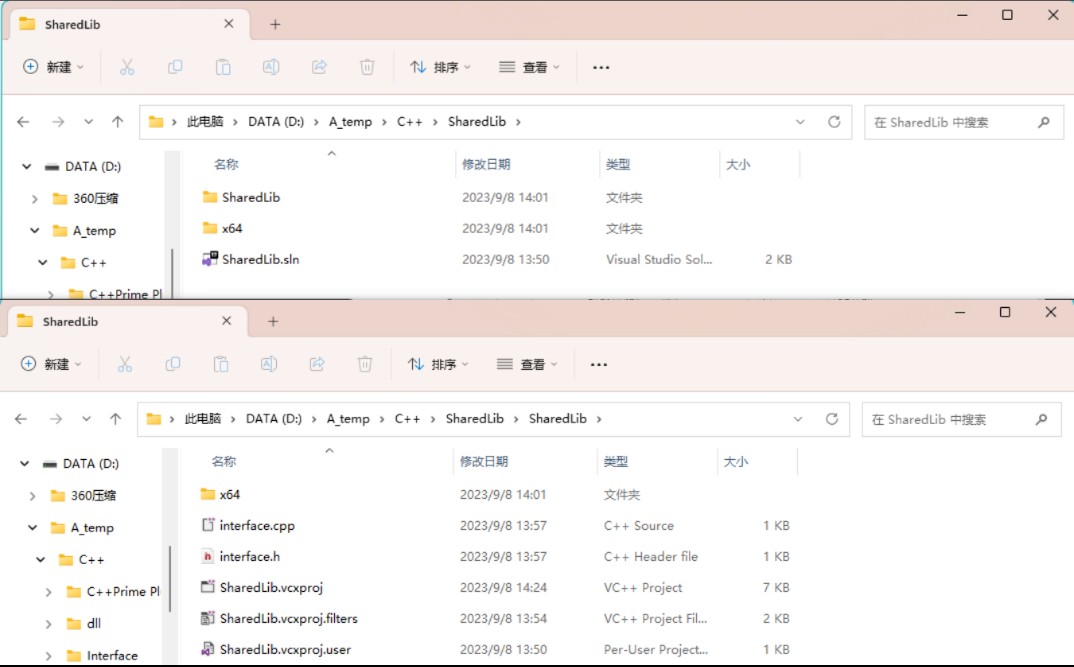 SharedLib
新建 排序 查看
此电脑 DATA (D:) A_temp C++ SharedLib 在 SharedLib 中搜索
DATA (D:) 名称 修改日期 类型 大小
360压缩 SharedLib 2023/9/8 14:01 文件夹
A_temp x64 2023/9/8 14:01 文件夹
C++ SharedLib.sln 2023/9/8 13:50 Visual Studio Sol... 2 KB
C++Prime Pl
SharedLib
新建 排序 查看
此电脑 DATA (D:) A_temp C++ SharedLib SharedLib 在 SharedLib 中搜索
DATA (D:) 名称 修改日期 类型 大小
360压缩 x64 2023/9/8 14:01 文件夹
A_temp interface.cpp 2023/9/8 13:57 C++ Source 1 KB
C++ interface.h 2023/9/8 13:57 C++ Header file 1 KB
C++Prime Pl SharedLib.vcxproj 2023/9/8 14:24 VC++ Project 7 KB
dll SharedLib.vcxproj.filters 2023/9/8 13:54 VC++ Project Fil... 2 KB
Interface SharedLib.vcxproj.user 2023/9/8 13:50 Per-User Project... 1 KB